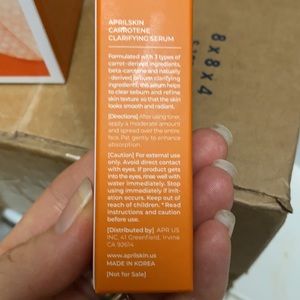 APRILSKIN
CARROTENE
CLARIFYING SERUM
Formulated with 3 types of
carrot-derived ingredients,
beta-carotene and naturally
-derived sebum clarifying
ingredients, this serum helps
to clear sebum and refine
skin texture so that the skin
looks smooth and radiant.
[Directions] After using toner,
apply a moderate amount
and spread over the entire
face. Pat gently to enhance
absorption.
[Caution] For external use
only. Avoid direct contact
with eyes. If product gets
into the eyes, rinse well with
water immediately. Stop
using immediately if irrit-
ation occurs. Keep out of
reach of children. * Read
instructions and caution
before use.
[Distributed by] APR US
INC, 41 Greenfield, Irvine
CA 92614
www.aprilskin.us
MADE IN KOREA
[Not for Sale]
8x8x4